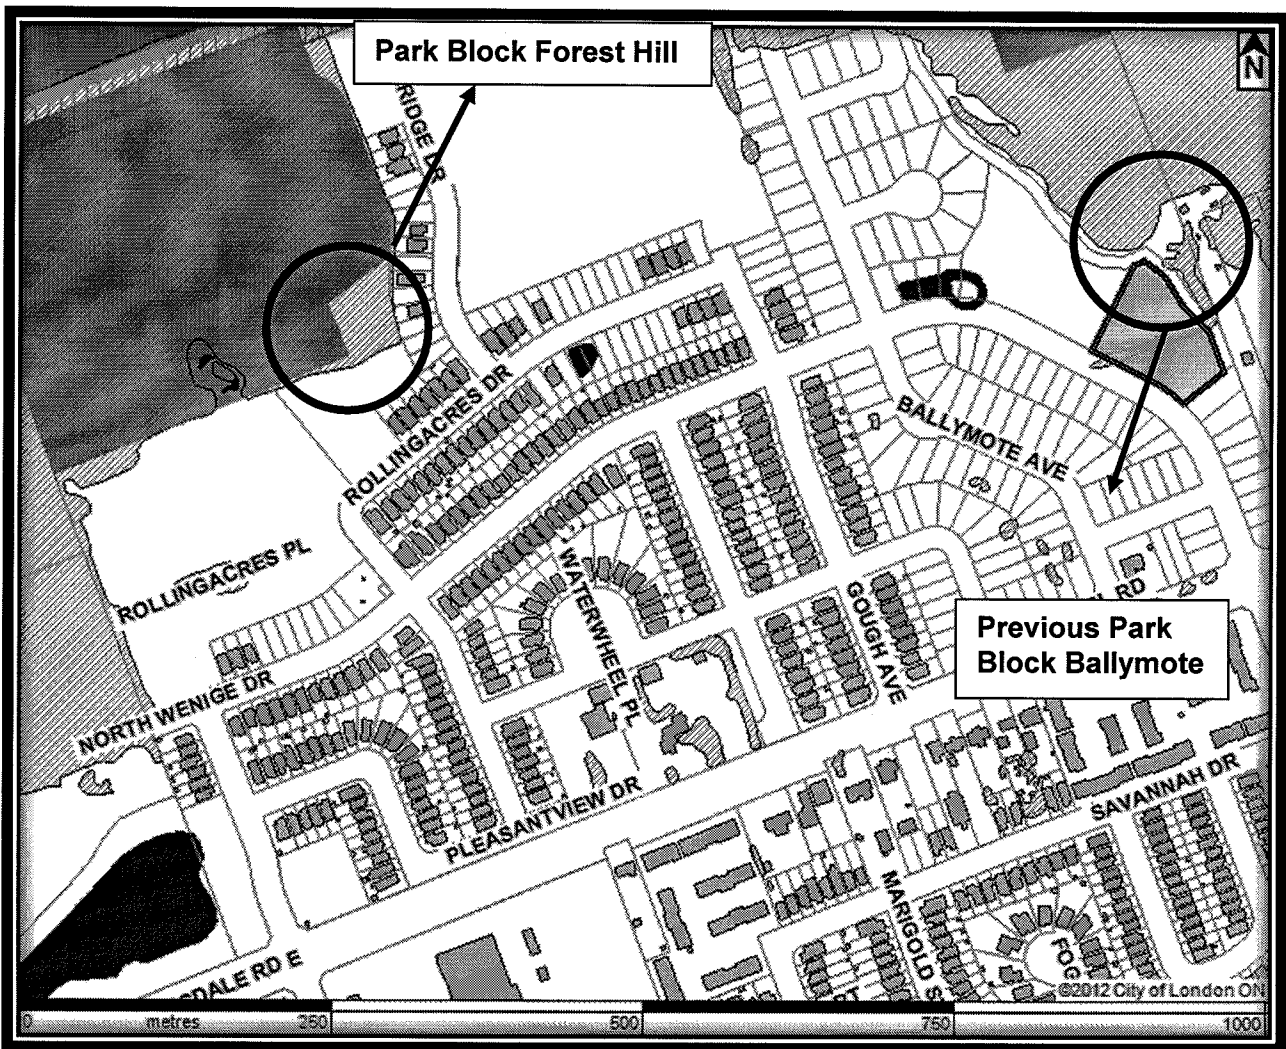 Park Block Forest Hill
N
RIDGE DR
ROLLINGACRES DR
BALLYMOTE AVE
ROLLINGACRES PL
WATERWHEEL PL
GOUGH AVE
RD
Previous Park
Block Ballymote
NORTH WENIGE DR
PLEASANTVIEW DR
SAVANNAH DR
MARIGOLD S
FOG
SDALE RD E
©2012 City of London ON
0 metres 250 500 750 1000